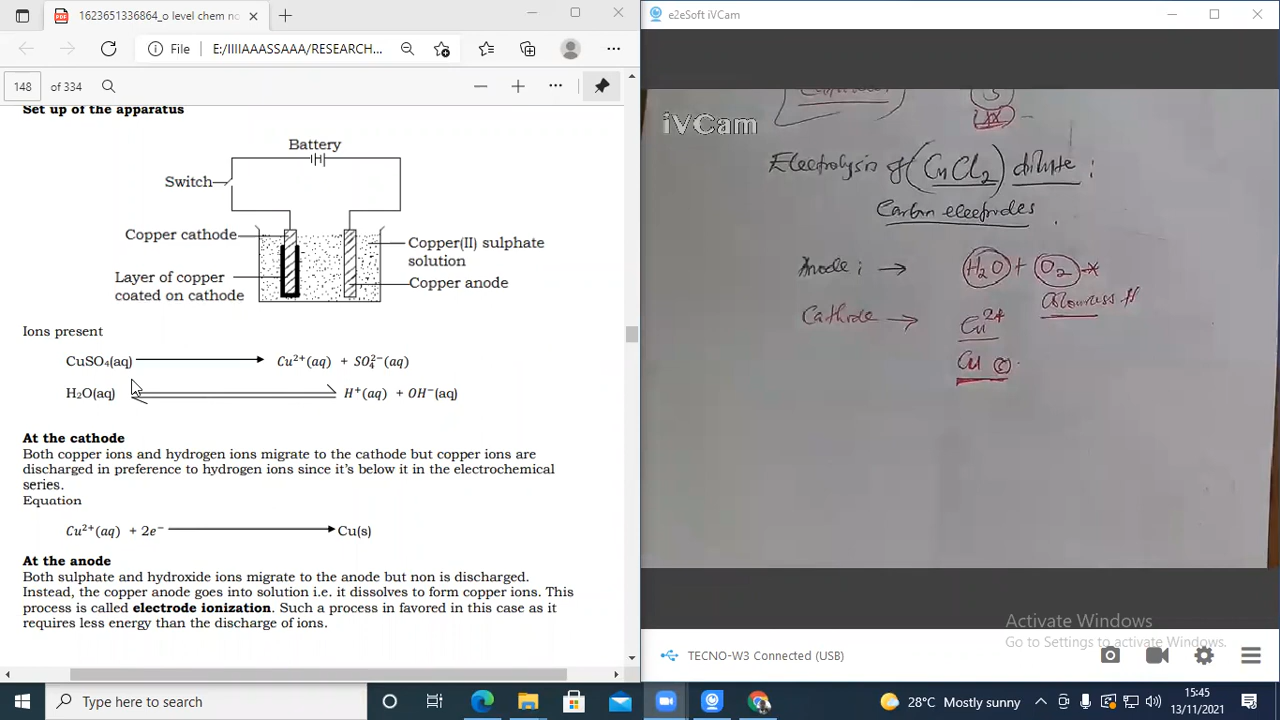 1623651336864_o level chem no
File
E:/IIIIAAASSAAA/RESEARCH...
148 of 334
Set up of the apparatus
Battery
Switch
Copper cathode
Layer of copper
coated on cathode
Copper(II) sulphate
solution
Copper anode
Ions present
CuSO₄(aq) → Cu²⁺(aq) + SO₄²⁻(aq)
H₂O(aq) ⇌ H⁺(aq) + OH⁻(aq)
At the cathode
Both copper ions and hydrogen ions migrate to the cathode but copper ions are
discharged in preference to hydrogen ions since it's below it in the electrochemical
series.
Equation
Cu²⁺(aq) + 2e⁻ → Cu(s)
At the anode
Both sulphate and hydroxide ions migrate to the anode but non is discharged.
Instead, the copper anode goes into solution i.e. it dissolves to form copper ions. This
process is called electrode ionization. Such a process in favored in this case as it
requires less energy than the discharge of ions.
e2eSoft iVCam
iVCam
Electrolysis of (CuCl₂) dilute :
Carbon electrodes
Anode ; → H₂O + O₂
Colourless
Cathode → Cu²⁺
Cu
Activate Windows
Go to Settings to activate Windows.
TECNO-W3 Connected (USB)
Type here to search
28°C Mostly sunny
15:45
13/11/2021